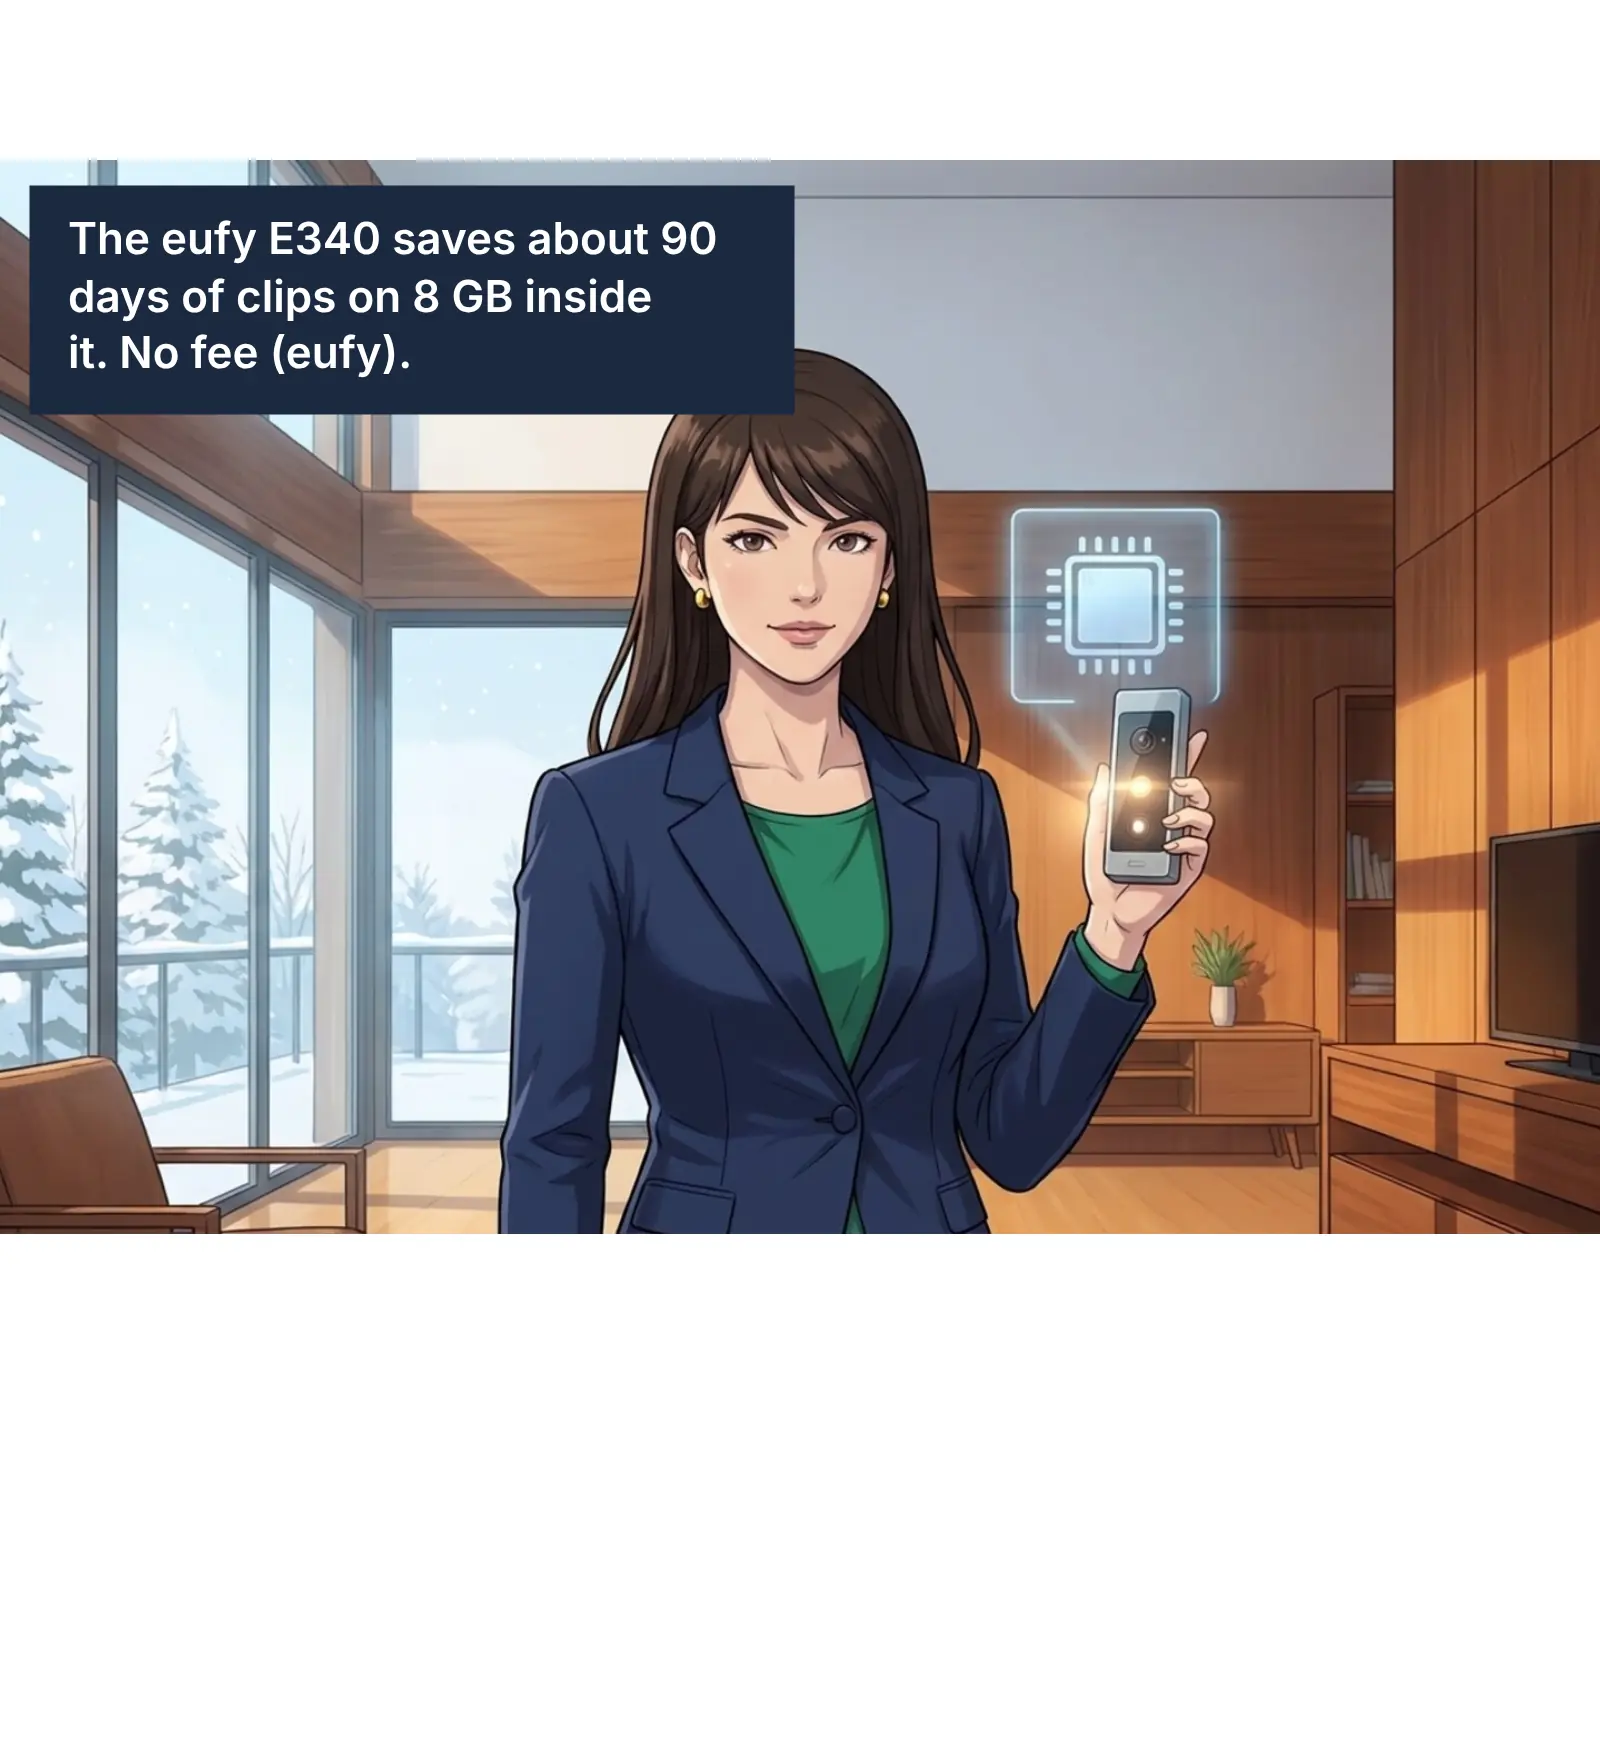 The eufy E340 saves about 90
days of clips on 8 GB inside
it. No fee (eufy).